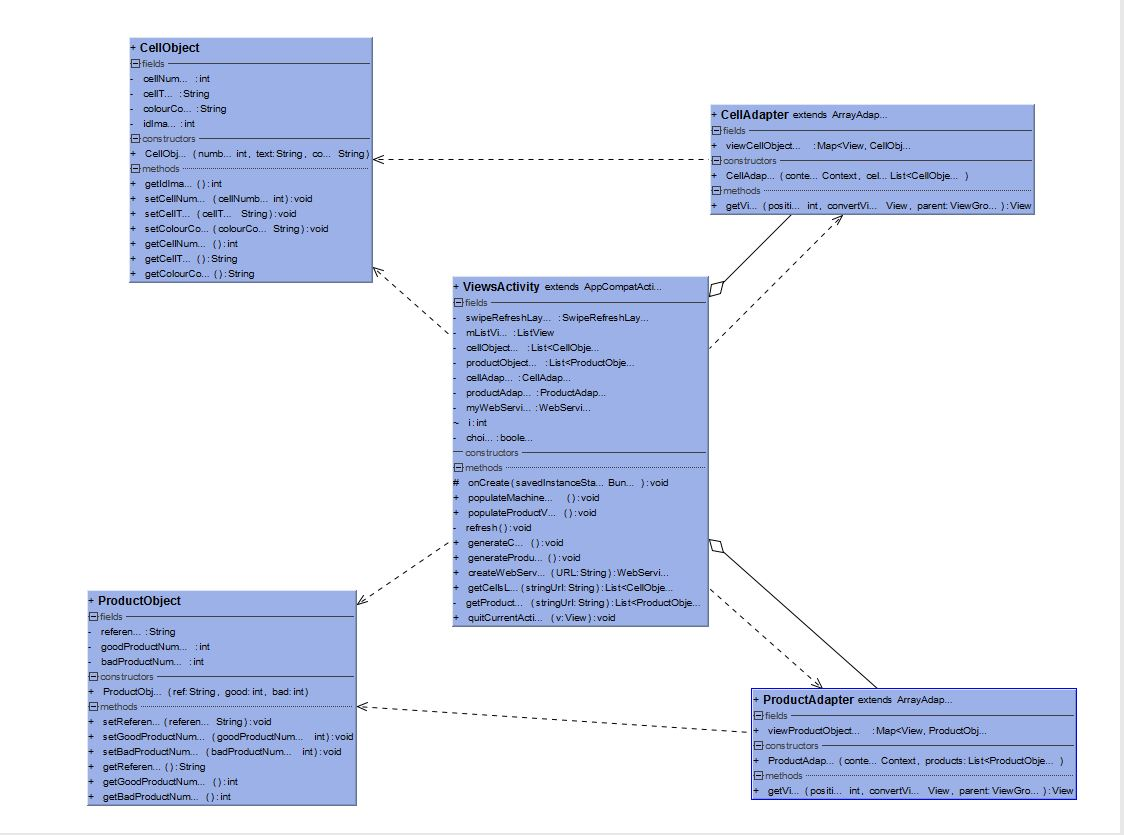 + CellObject
fields
- cellNum... : int
- cellT... : String
- colourCo... : String
- idIma... : int
constructors
+ CellObj... ( numb... int, text: String, co... String)
methods
+ getIdIma... ( ) : int
+ setCellNum... ( cellNumb... int) : void
+ setCellT... ( cellT... String) : void
+ setColourCo... ( colourCo... String) : void
+ getCellNum... ( ) : int
+ getCellT... ( ) : String
+ getColourCo... ( ) : String
+ CellAdapter extends ArrayAdap...
fields
+ viewCellObject... : Map<View, CellObj...
constructors
+ CellAdap... ( conte... Context, cel... List<CellObje... )
methods
+ getVi... ( positi... int, convertVi... View, parent: ViewGro... ) : View
+ ViewsActivity extends AppCompatActi...
fields
- swipeRefreshLay... : SwipeRefreshLay...
- mListVi... : ListView
- cellObject... : List<CellObje...
- productObject... : List<ProductObje...
- cellAdap... : CellAdap...
- productAdap... : ProductAdap...
- myWebServi... : WebServi...
~ i : int
- choi... : boole...
constructors
methods
# onCreate ( savedInstanceSta... Bun... ) : void
+ populateMachine... ( ) : void
+ populateProductV... ( ) : void
- refresh ( ) : void
+ generateC... ( ) : void
+ generateProdu... ( ) : void
+ createWebServ... ( URL: String) : WebServi...
+ getCellsL... ( stringUrl: String) : List<CellObje...
- getProduct... ( stringUrl: String) : List<ProductObje...
+ quitCurrentActi... ( v: View) : void
+ ProductObject
fields
- referen... : String
- goodProductNum... : int
- badProductNum... : int
constructors
+ ProductObj... ( ref: String, good: int, bad: int)
methods
+ setReferen... ( referen... String) : void
+ setGoodProductNum... ( goodProductNum... int) : void
+ setBadProductNum... ( badProductNum... int) : void
+ getReferen... ( ) : String
+ getGoodProductNum... ( ) : int
+ getBadProductNum... ( ) : int
+ ProductAdapter extends ArrayAdap...
fields
+ viewProductObject... : Map<View, ProductObj...
constructors
+ ProductAdap... ( conte... Context, products: List<ProductObje... )
methods
+ getVi... ( positi... int, convertVi... View, parent: ViewGro... ) : View